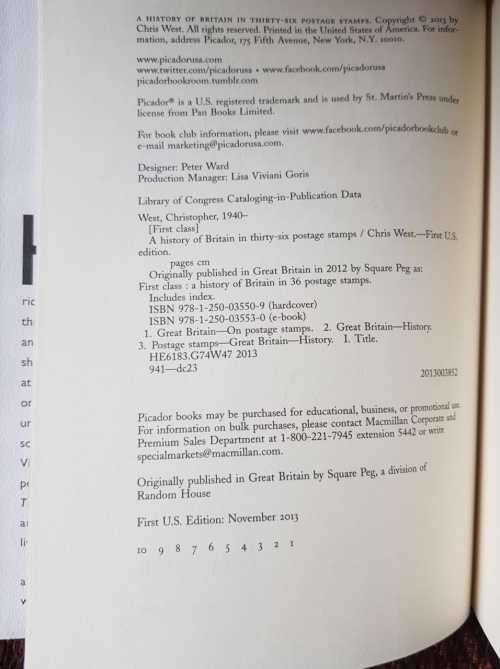 A HISTORY OF BRITAIN IN THIRTY-SIX POSTAGE STAMPS. Copyright © 2013 by
Chris West. All rights reserved. Printed in the United States of America. For infor-
mation, address Picador, 175 Fifth Avenue, New York, N.Y. 10010.
www.picadorusa.com
www.twitter.com/picadorusa • www.facebook.com/picadorusa
picadorbookroom.tumblr.com
Picador® is a U.S. registered trademark and is used by St. Martin's Press under
license from Pan Books Limited.
For book club information, please visit www.facebook.com/picadorbookclub or
e-mail marketing@picadorusa.com.
Designer: Peter Ward
Production Manager: Lisa Viviani Goris
Library of Congress Cataloging-in-Publication Data
West, Christopher, 1940–
[First class]
A history of Britain in thirty-six postage stamps / Chris West.—First U.S.
edition.
pages cm
Originally published in Great Britain in 2012 by Square Peg as:
First class : a history of Britain in 36 postage stamps.
Includes index.
ISBN 978-1-250-03550-9 (hardcover)
ISBN 978-1-250-03553-0 (e-book)
1. Great Britain—On postage stamps. 2. Great Britain—History.
3. Postage stamps—Great Britain—History. I. Title.
HE6183.G74W47 2013
941—dc23
2013003852
Picador books may be purchased for educational, business, or promotional use.
For information on bulk purchases, please contact Macmillan Corporate and
Premium Sales Department at 1-800-221-7945 extension 5442 or write
specialmarkets@macmillan.com.
Originally published in Great Britain by Square Peg, a division of
Random House
First U.S. Edition: November 2013
10 9 8 7 6 5 4 3 2 1